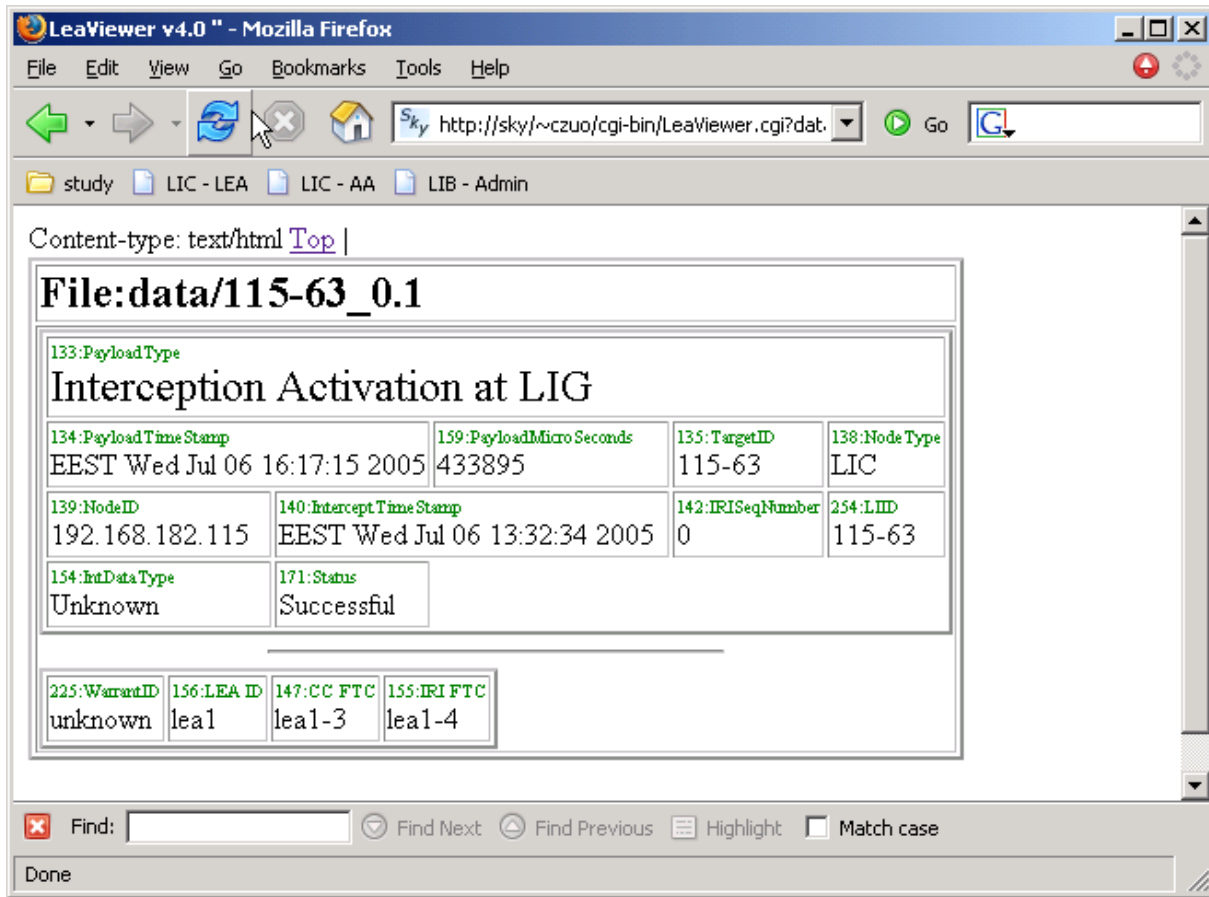 LeaViewer v4.0 " - Mozilla Firefox
File Edit View Go Bookmarks Tools Help
Sky http://sky/~czuo/cgi-bin/LeaViewer.cgi?dat. Go G
study LIC - LEA LIC - AA LIB - Admin
Content-type: text/html Top |
File:data/115-63_0.1
133:PayloadType
Interception Activation at LIG
134:PayloadTimeStamp 159:PayloadMicroSeconds 135:TargetID 138:NodeType
EEST Wed Jul 06 16:17:15 2005 433895 115-63 LIC
139:NodeID 140:InterceptTimeStamp 142:IRISeqNumber 254:LIID
192.168.182.115 EEST Wed Jul 06 13:32:34 2005 0 115-63
154:IntDataType 171:Status
Unknown Successful
225:WarrantID 156:LEA ID 147:CC FTC 155:IRI FTC
unknown lea1 lea1-3 lea1-4
Find: Find Next Find Previous Highlight Match case
Done